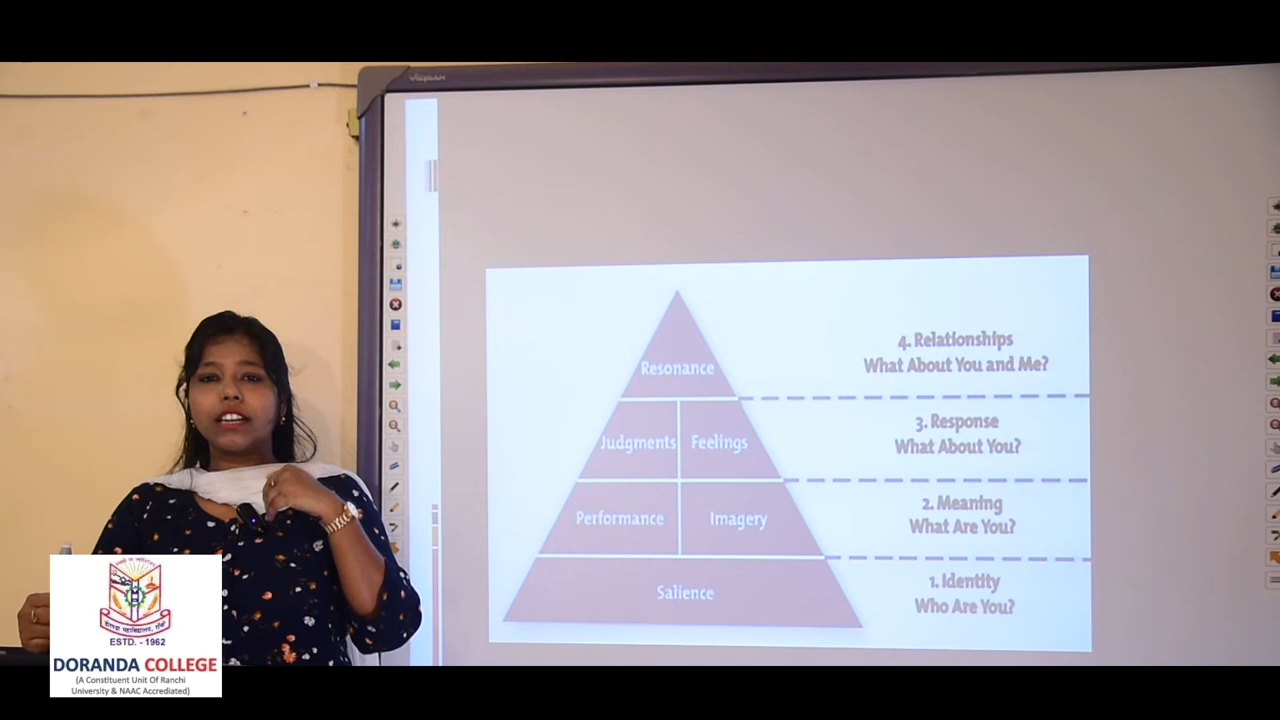 Resonance
Judgments
Feelings
Performance
Imagery
Salience
4. Relationships
What About You and Me?
3. Response
What About You?
2. Meaning
What Are You?
1. Identity
Who Are You?
ESTD. - 1962
DORANDA COLLEGE
(A Constituent Unit Of Ranchi
University & NAAC Accredited)